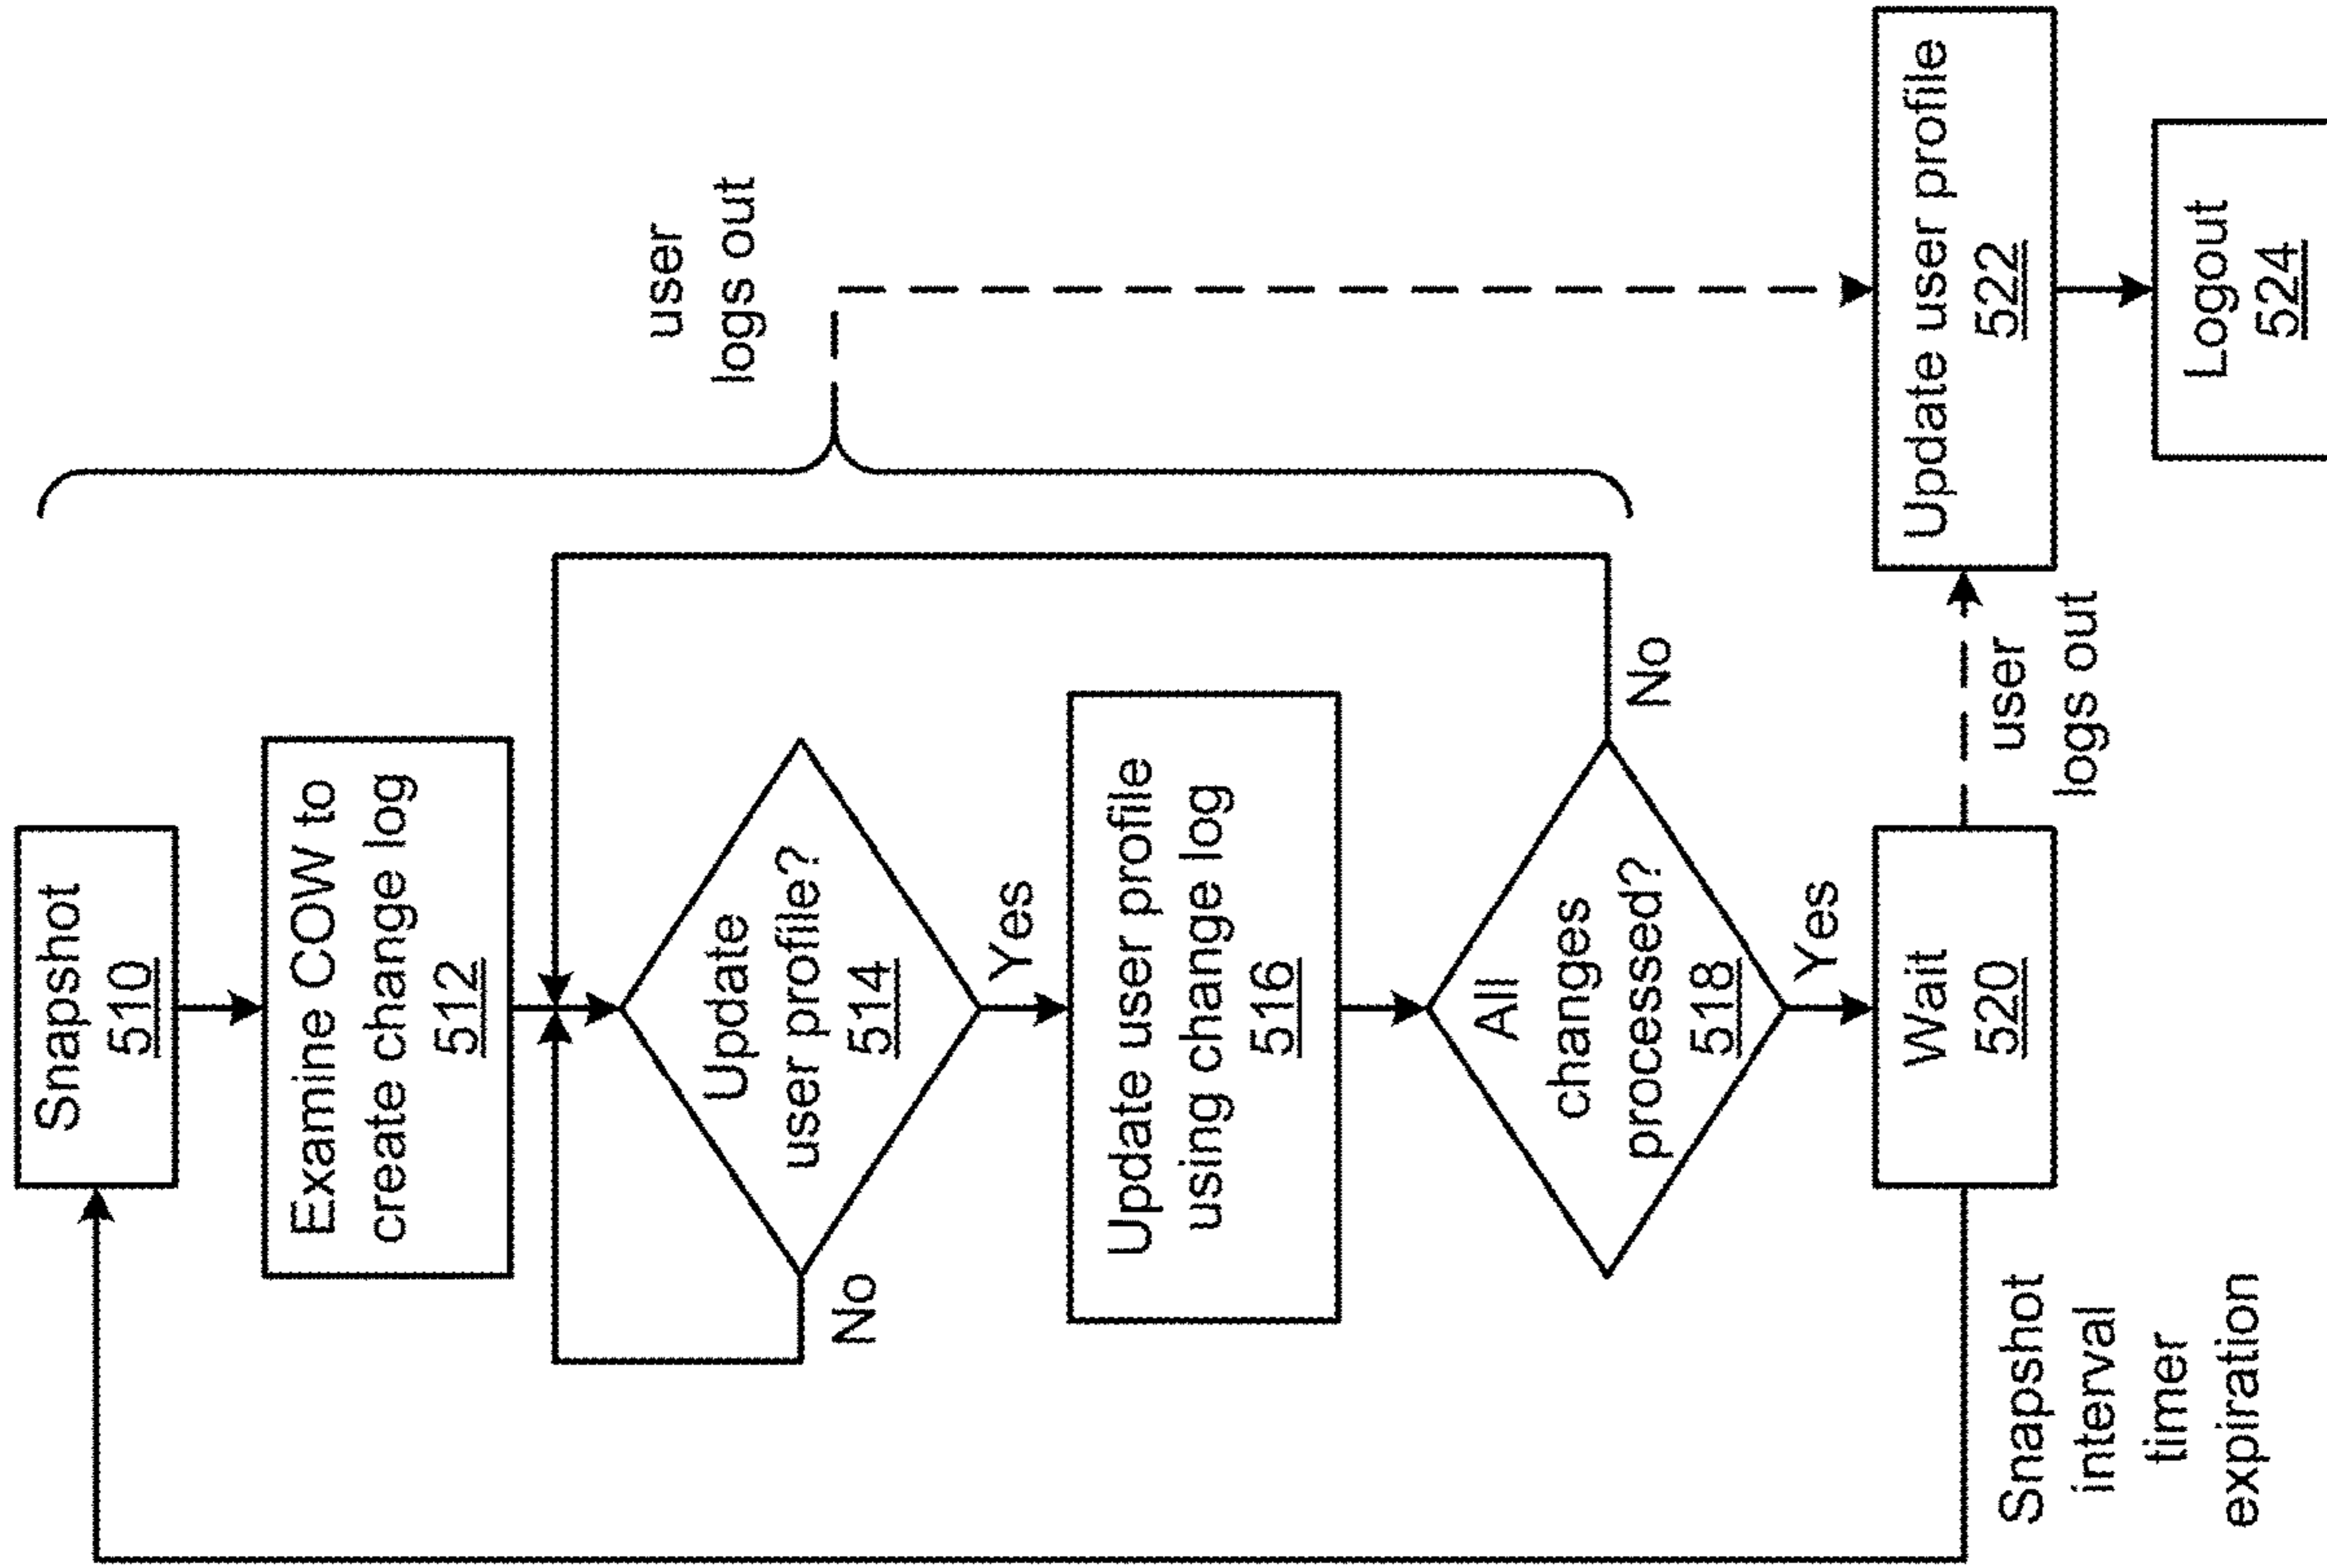 Snapshot
510
Examine COW to
create change log
512
Update
user profile?
514
No
Yes
Update user profile
using change log
516
All
changes
processed?
518
No
Yes
Wait
520
Snapshot
interval
timer
expiration
user
logs out
user
logs out
Update user profile
522
Logout
524